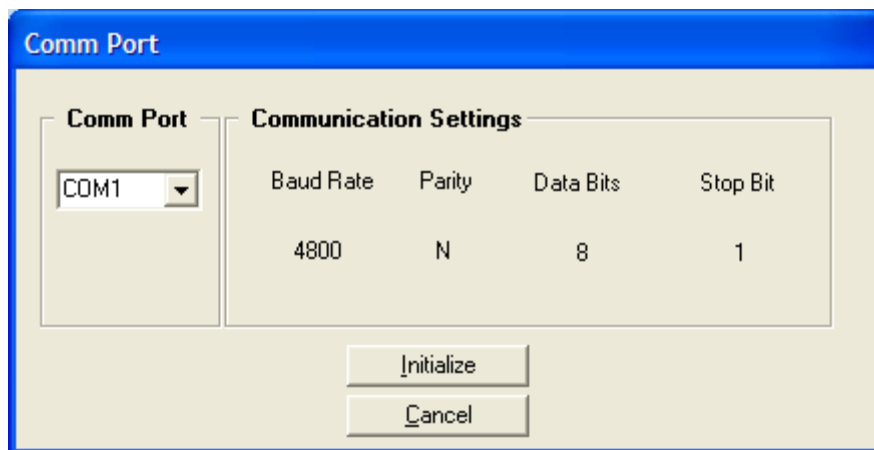 Comm Port
Comm Port
Communication Settings
COM1
Baud Rate Parity Data Bits Stop Bit
4800 N 8 1
Initialize
Cancel